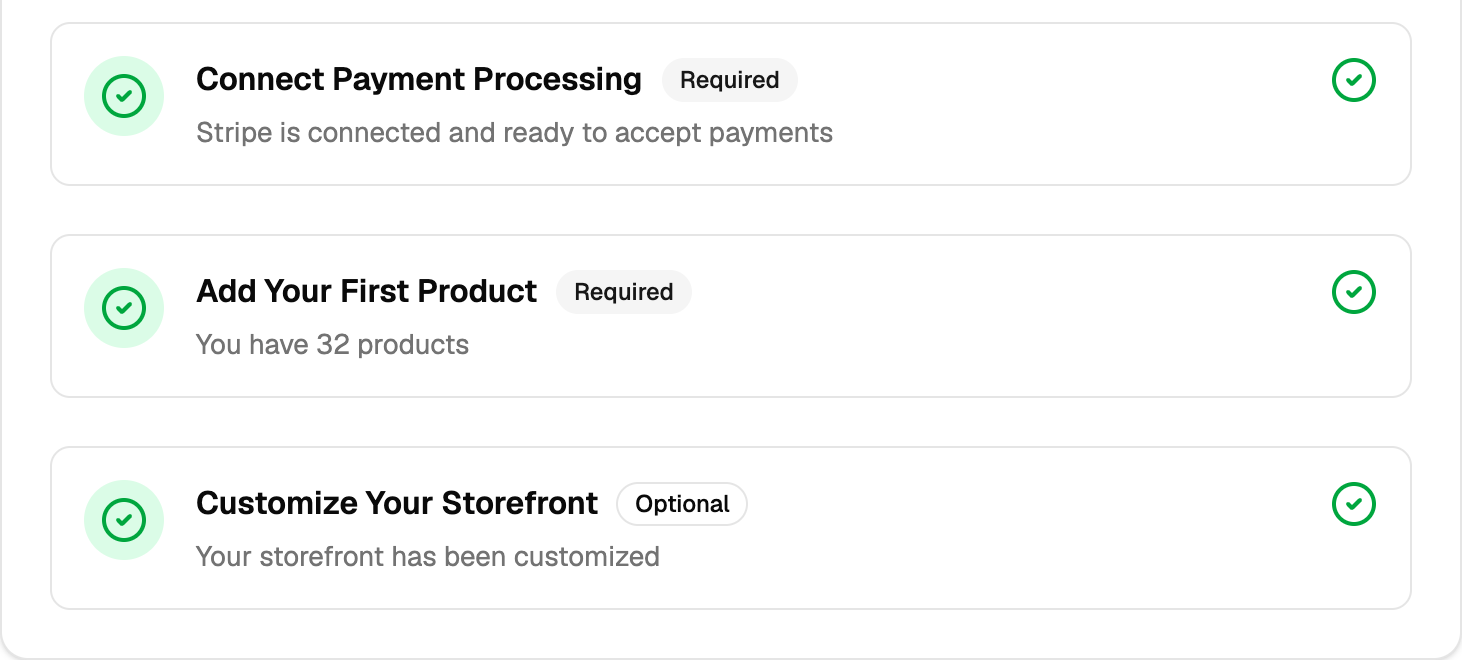 Connect Payment Processing Required
Stripe is connected and ready to accept payments
Add Your First Product Required
You have 32 products
Customize Your Storefront Optional
Your storefront has been customized